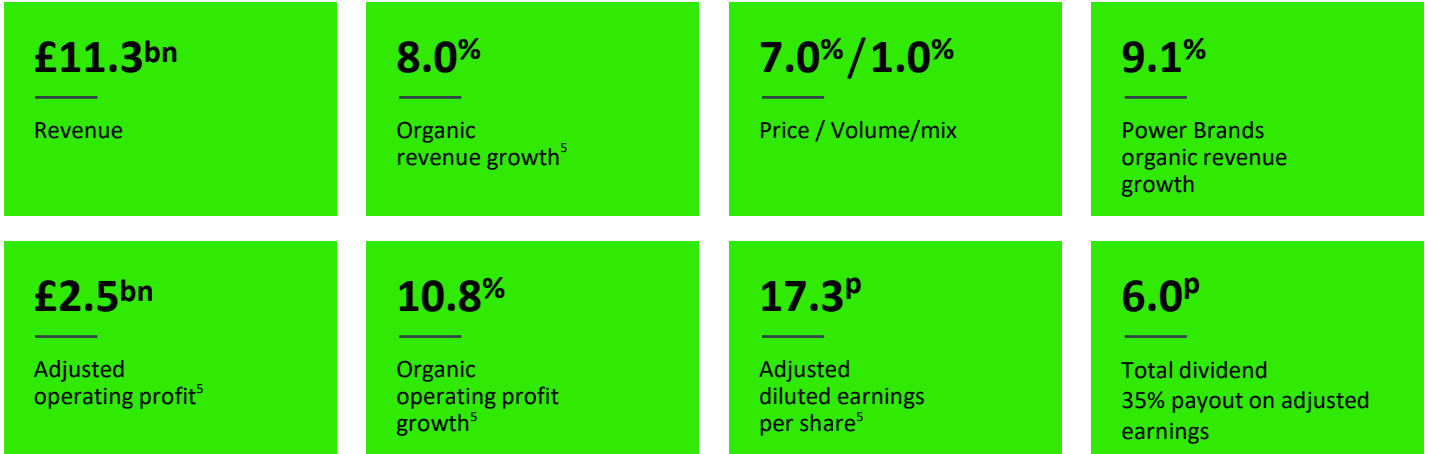 £11.3bn
Revenue
8.0%
Organic
revenue growth5
7.0%/1.0%
Price / Volume/mix
9.1%
Power Brands
organic revenue
growth
£2.5bn
Adjusted
operating profit5
10.8%
Organic
operating profit
growth5
17.3p
Adjusted
diluted earnings
per share5
6.0p
Total dividend
35% payout on adjusted
earnings